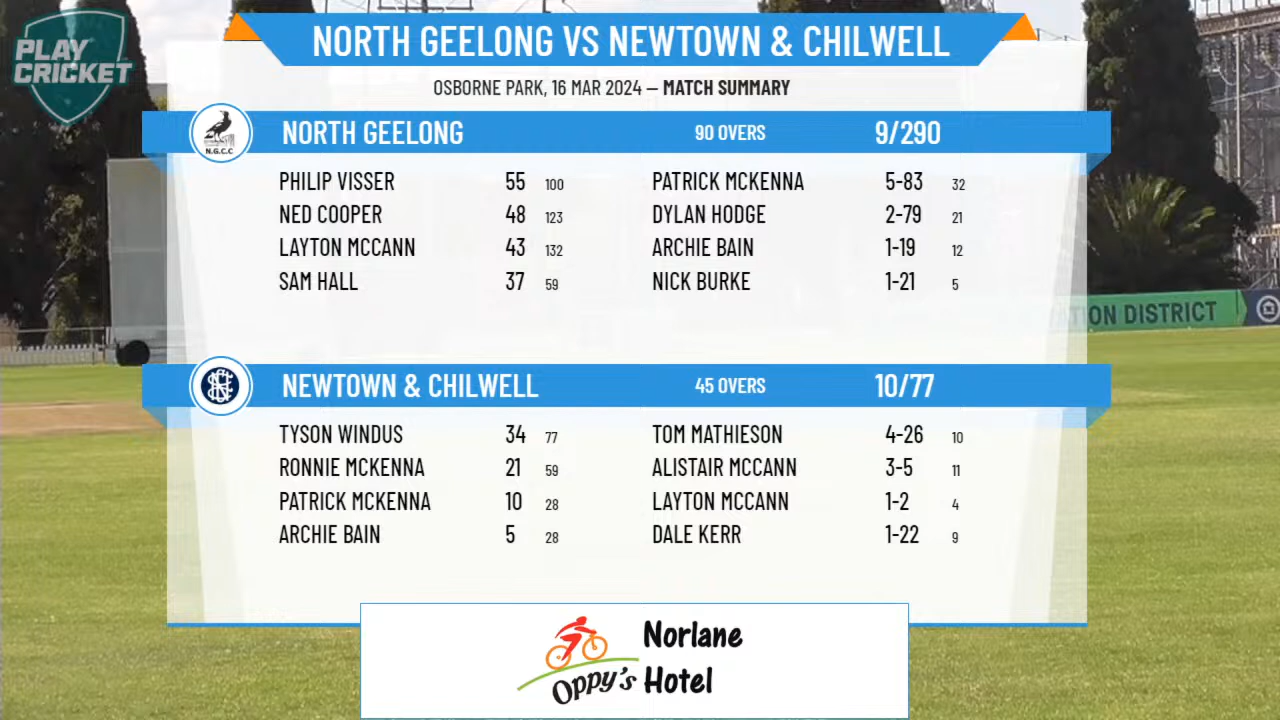 PLAY
CRICKET
NORTH GEELONG VS NEWTOWN & CHILWELL
OSBORNE PARK, 16 MAR 2024 – MATCH SUMMARY
N.G.C.C
NORTH GEELONG 90 OVERS 9/290
PHILIP VISSER 55 100 PATRICK MCKENNA 5-83 32
NED COOPER 48 123 DYLAN HODGE 2-79 21
LAYTON MCCANN 43 132 ARCHIE BAIN 1-19 12
SAM HALL 37 59 NICK BURKE 1-21 5
ION DISTRICT
NEWTOWN & CHILWELL 45 OVERS 10/77
TYSON WINDUS 34 77 TOM MATHIESON 4-26 10
RONNIE MCKENNA 21 59 ALISTAIR MCCANN 3-5 11
PATRICK MCKENNA 10 28 LAYTON MCCANN 1-2 4
ARCHIE BAIN 5 28 DALE KERR 1-22 9
Norlane
Oppy's Hotel